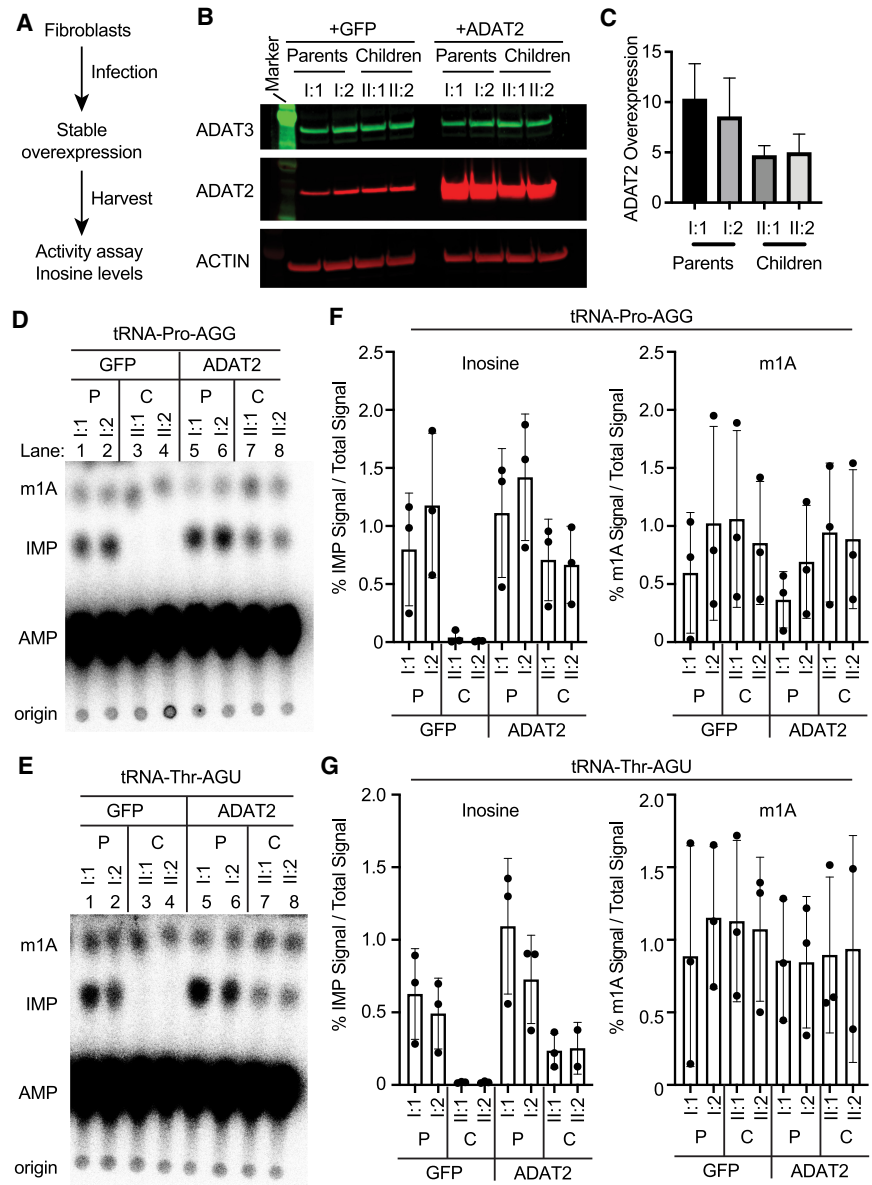 A
Fibroblasts
Infection
Stable
overexpression
Harvest
Activity assay
Inosine levels
B
+GFP +ADAT2
Marker
Parents Children Parents Children
I:1 I:2 II:1 II:2 I:1 I:2 II:1 II:2
ADAT3
ADAT2
ACTIN
C
ADAT2 Overexpression
15
10
5
0
I:1 I:2 II:1 II:2
Parents Children
D
tRNA-Pro-AGG
GFP ADAT2
P C P C
I:1 I:2 III:1 II:2 I:1 I:2 II:1 II:2
Lane: 1 2 3 4 5 6 7 8
m1A
IMP
AMP
origin
F
tRNA-Pro-AGG
Inosine
% IMP Signal / Total Signal
2.5
2.0
1.5
1.0
0.5
0
I:1 I:2 II:1 II:2 I:1 I:2 II:1 II:2
P C P C
GFP ADAT2
m1A
% m1A Signal / Total Signal
2.5
2.0
1.5
1.0
0.5
0
I:1 I:2 II:1 II:2 I:1 I:2 II:1 II:2
P C P C
GFP ADAT2
E
tRNA-Thr-AGU
GFP ADAT2
P C P C
I:1 I:2 III:1 II:2 I:1 I:2 II:1 II:2
1 2 3 4 5 6 7 8
m1A
IMP
AMP
origin
G
tRNA-Thr-AGU
Inosine
% IMP Signal / Total Signal
2.0
1.5
1.0
0.5
0
I:1 I:2 II:1 II:2 I:1 I:2 II:1 II:2
P C P C
GFP ADAT2
m1A
% m1A Signal / Total Signal
2.0
1.5
1.0
0.5
0
I:1 I:2 II:1 II:2 I:1 I:2 II:1 II:2
P C P C
GFP ADAT2